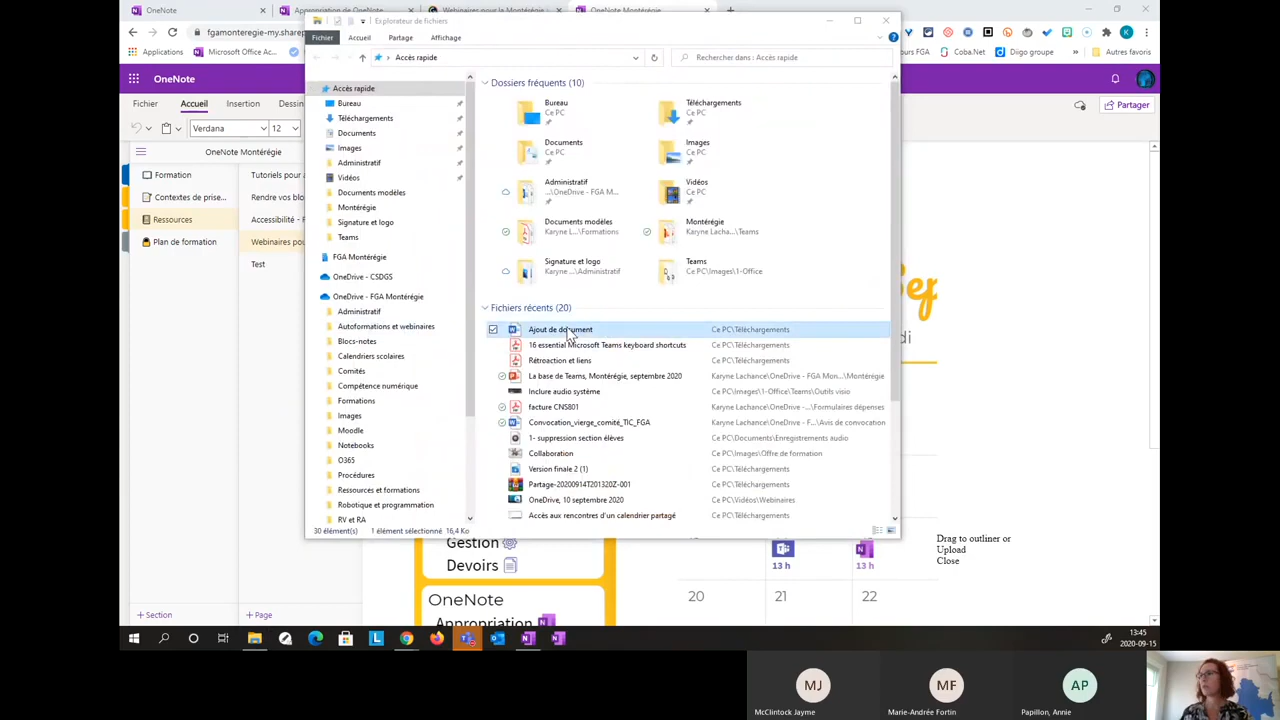 OneNote
Appropriation de OneNote
Webinaires pour la Montérégie
OneNote Montérégie
Explorateur de fichiers
fgamonteregie-my.sharep
Fichier
Accueil
Partage
Affichage
Applications
Microsoft Office Ac...
Accès rapide
Rechercher dans : Accès rapide
ours FGA
Coba.Net
Diigo groupe
Autres favoris
OneNote
Fichier
Accueil
Insertion
Dessin
Partager
Verdana
12
OneNote Montérégie
Formation
Contextes de prise...
Ressources
Plan de formation
Tutoriels pour a
Rendre vos blo
Accessibilité - F
Webinaires pou
Test
Accès rapide
Bureau
Téléchargements
Documents
Images
Administratif
Vidéos
Documents modèles
Montérégie
Signature et logo
Teams
FGA Montérégie
OneDrive - CSDGS
OneDrive - FGA Montérégie
Administratif
Autoformations et webinaires
Blocs-notes
Calendriers scolaires
Comités
Compétence numérique
Formations
Images
Moodle
Notebooks
O365
Procédures
Ressources et formations
Robotique et programmation
RV et RA
Dossiers fréquents (10)
Bureau
Ce PC
Téléchargements
Ce PC
Documents
Ce PC
Images
Ce PC
Administratif
...\OneDrive - FGA M...
Vidéos
Ce PC
Documents modèles
Karyne L...\Formations
Montérégie
Karyne Lacha...\Teams
Signature et logo
Karyne ...\Administratif
Teams
Ce PC\Images\1-Office
Fichiers récents (20)
Ajout de document Ce PC\Téléchargements
16 essential Microsoft Teams keyboard shortcuts Ce PC\Téléchargements
Rétroaction et liens Ce PC\Téléchargements
La base de Teams, Montérégie, septembre 2020 Karyne Lachance\OneDrive - FGA Mon...\Montérégie
Inclure audio système Ce PC\Images\1-Office\Teams\Outils visio
facture CNS801 Karyne Lachance\OneDrive -...\Formulaires dépenses
Convocation_vierge_comité_TIC_FGA Karyne Lachance\OneDrive - F...\Avis de convocation
1- suppression section élèves Ce PC\Documents\Enregistrements audio
Collaboration Ce PC\Images\Offre de formation
Version finale 2 (1) Ce PC\Téléchargements
Partage-20200914T201320Z-001 Ce PC\Téléchargements
OneDrive, 10 septembre 2020 Ce PC\Vidéos\Webinaires
Accès aux rencontres d'un calendrier partagé Ce PC\Téléchargements
30 élément(s) 1 élément sélectionné 16,4 Ko
di
Gestion
Devoirs
OneNote
Appropriation
13 h
13 h
20
21
22
Drag to outliner or
Upload
Close
+ Section
+ Page
13:45
2020-09-15
MJ
McClintock Jayme
MF
Marie-Andrée Fortin
AP
Papillon, Annie